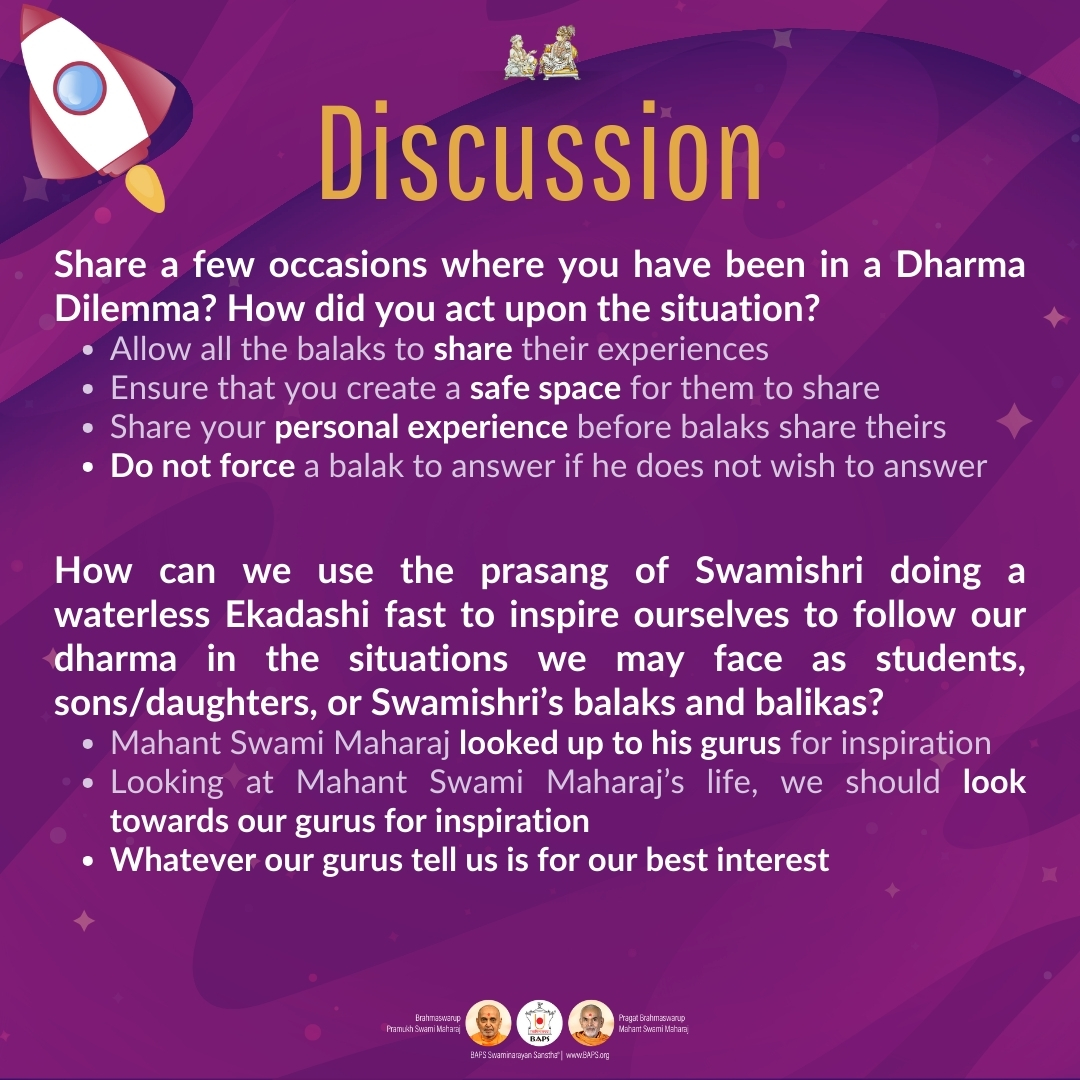 Discussion
Share a few occasions where you have been in a Dharma
Dilemma? How did you act upon the situation?
• Allow all the balaks to share their experiences
• Ensure that you create a safe space for them to share
• Share your personal experience before balaks share theirs
• Do not force a balak to answer if he does not wish to answer
How can we use the prasang of Swamishri doing a
waterless Ekadashi fast to inspire ourselves to follow our
dharma in the situations we may face as students,
sons/daughters, or Swamishri’s balaks and balikas?
• Mahant Swami Maharaj looked up to his gurus for inspiration
• Looking at Mahant Swami Maharaj’s life, we should look
towards our gurus for inspiration
• Whatever our gurus tell us is for our best interest
Brahmaswarup
Pramukh Swami Maharaj
BAPS
Pragat Brahmaswarup
Mahant Swami Maharaj
BAPS Swaminarayan Sanstha® | www.BAPS.org